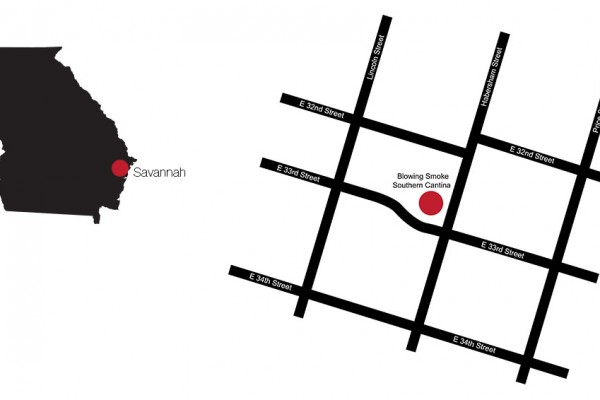 Savannah
Lincoln Street
Habersham Street
E 32nd Street
E 32nd Street
Blowing Smoke
Southern Cantina
E 33rd Street
E 33rd Street
E 34th Street
E 34th Street